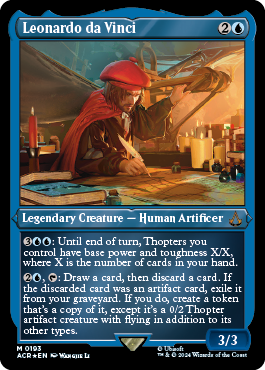 Leonardo da Vinci 2U
3UU: Until end of turn, Thopters you
control have base power and toughness X/X,
where X is the number of cards in your hand.
2U, T: Draw a card, then discard a card. If
the discarded card was an artifact card, exile it
from your graveyard. If you do, create a token
that's a copy of it, except it's a 0/2 Thopter
artifact creature with flying in addition to its
other types.
Legendary Creature — Human Artificer
3/3
M 0193
ACR★EN Wangjie Li
© Ubisoft
™ & © 2024 Wizards of the Coast